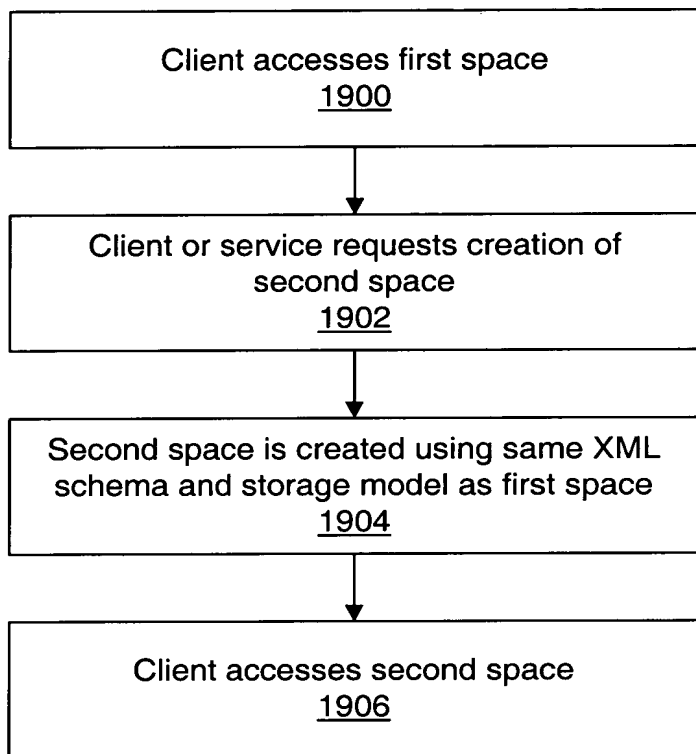 Client accesses first space
1900
Client or service requests creation of
second space
1902
Second space is created using same XML
schema and storage model as first space
1904
Client accesses second space
1906